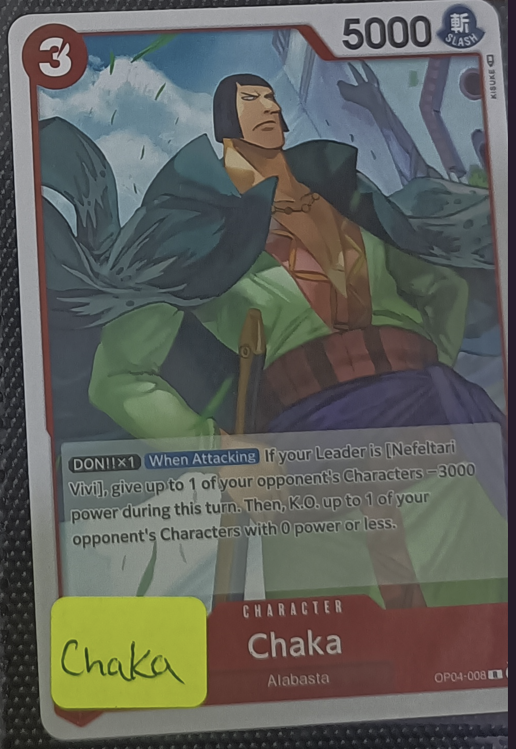 3
5000
斬
SLASH
KISUKE
DON!!×1 When Attacking If your Leader is [Nefeltari
Vivi], give up to 1 of your opponent's Characters −3000
power during this turn. Then, K.O. up to 1 of your
opponent's Characters with 0 power or less.
CHARACTER
Chaka
Alabasta
Chaka
OP04-008